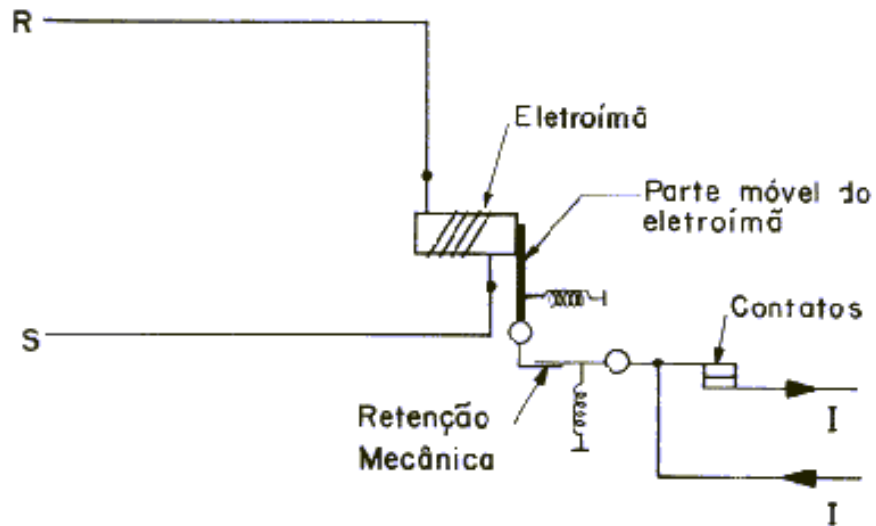 R
Eletroímã
Parte móvel do
eletroímã
Contatos
S
Retenção
Mecânica
I
I